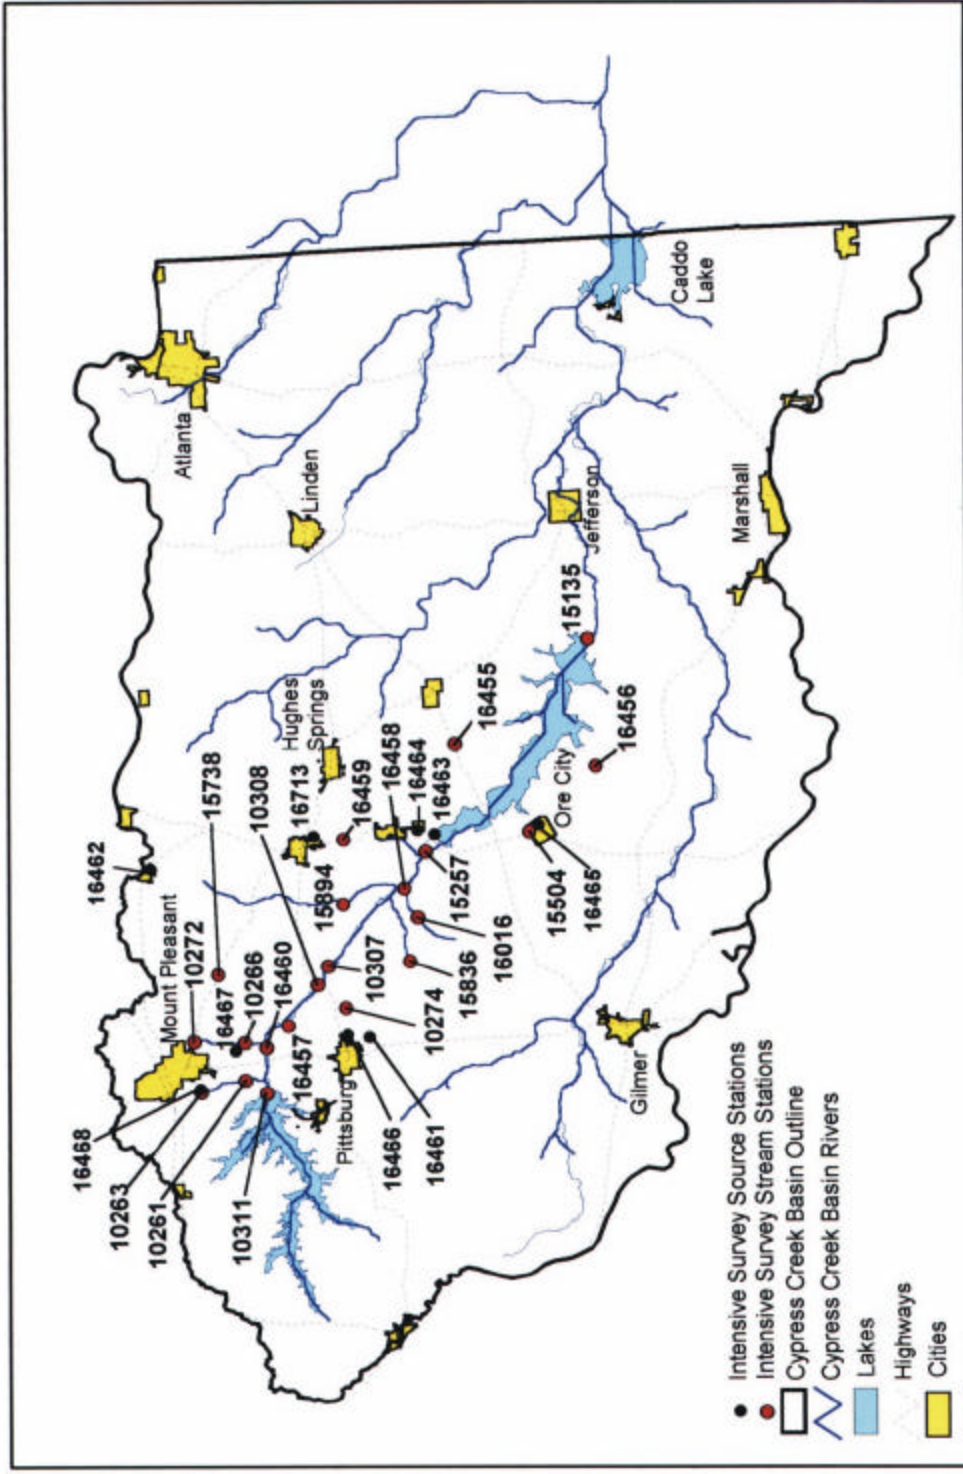 16468
10263
10261
10311
Mount Pleasant
10272
16467
10266
16460
16462
15738
10308
16713
Hughes
Springs
16459
16458
16464
16463
15894
16457
Pittsburg
16466
16461
10274
10307
15836
16016
15257
15504
16465
Ore City
16455
16456
15135
Atlanta
Linden
Jefferson
Marshall
Gilmer
Caddo
Lake
Intensive Survey Source Stations
Intensive Survey Stream Stations
Cypress Creek Basin Outline
Cypress Creek Basin Rivers
Lakes
Highways
Cities